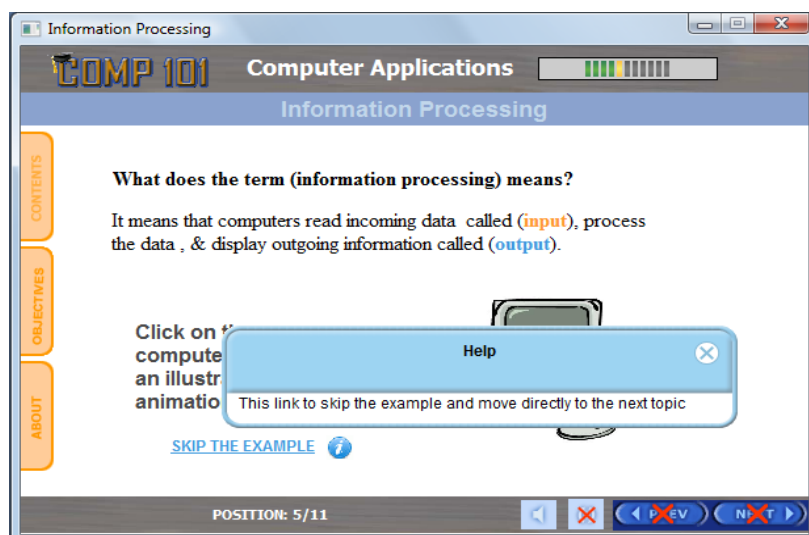 Information Processing
COMP 101 Computer Applications
Information Processing
CONTENTS
OBJECTIVES
ABOUT
What does the term (information processing) means?
It means that computers read incoming data called (input), process
the data , & display outgoing information called (output).
Click on
compute
an illustr
animatio
Help
This link to skip the example and move directly to the next topic
SKIP THE EXAMPLE
POSITION: 5/11
PREV
NEXT